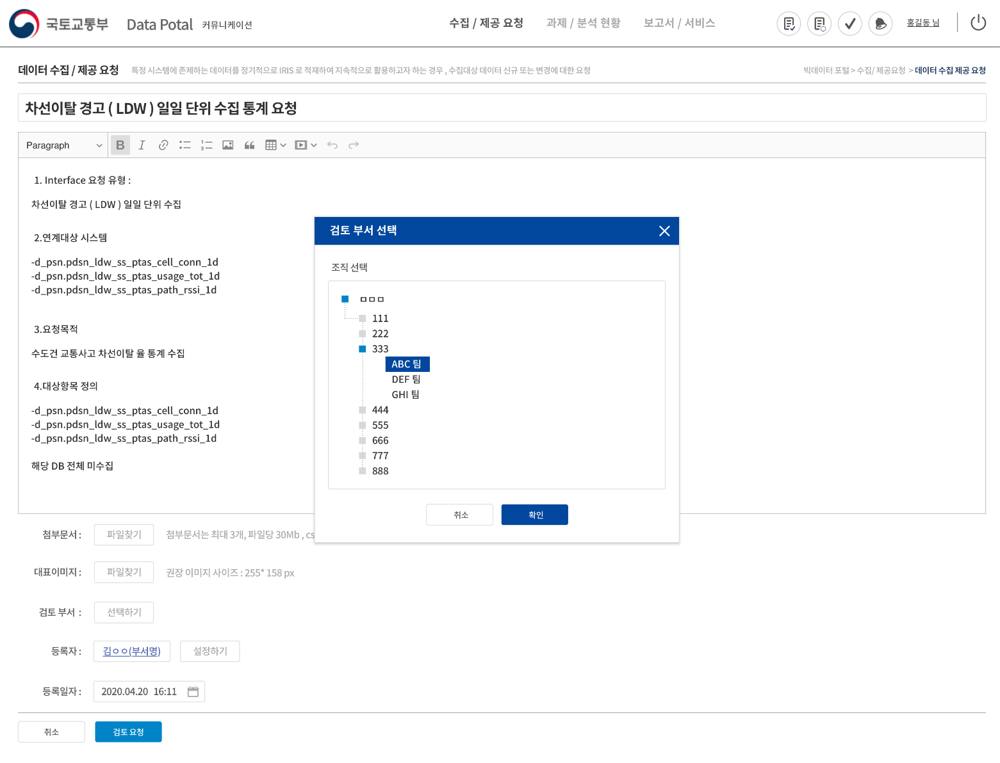 국토교통부 Data Potal 커뮤니케이션 수집 / 제공 요청 과제 / 분석 현황 보고서 / 서비스 홍길동 님
데이터 수집 / 제공 요청 특정 시스템에 존재하는 데이터를 정기적으로 IRIS 로 적재하여 지속적으로 활용하고자 하는 경우 , 수집대상 데이터 신규 또는 변경에 대한 요청 빅데이터 포털 > 수집/ 제공요청 > 데이터 수집 제공 요청
차선이탈 경고 ( LDW ) 일일 단위 수집 통계 요청
Paragraph B I
1. Interface 요청 유형 :
차선이탈 경고 ( LDW ) 일일 단위 수집
2.연계대상 시스템
-d_psn.pdsn_ldw_ss_ptas_cell_conn_1d
-d_psn.pdsn_ldw_ss_ptas_usage_tot_1d
-d_psn.pdsn_ldw_ss_ptas_path_rssi_1d
3.요청목적
수도건 교통사고 차선이탈 율 통계 수집
4.대상항목 정의
-d_psn.pdsn_ldw_ss_ptas_cell_conn_1d
-d_psn.pdsn_ldw_ss_ptas_usage_tot_1d
-d_psn.pdsn_ldw_ss_ptas_path_rssi_1d
해당 DB 전체 미수집
검토 부서 선택
조직 선택
ㅁㅁㅁ
111
222
333
ABC 팀
DEF 팀
GHI 팀
444
555
666
777
888
취소 확인
첨부문서 : 파일찾기 첨부문서는 최대 3개, 파일당 30Mb , cs
대표이미지 : 파일찾기 권장 이미지 사이즈 : 255* 158 px
검토 부서 : 선택하기
등록자 : 김ㅇㅇ(부서명) 설정하기
등록일자 : 2020.04.20 16:11
취소 검토 요청